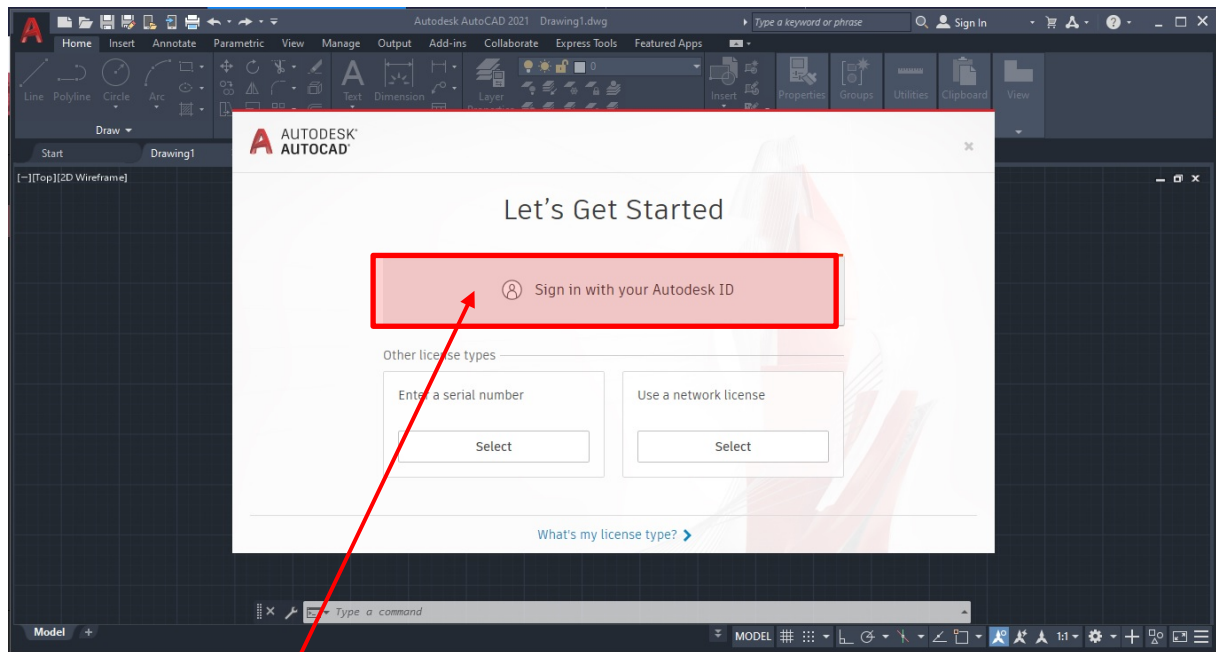 Autodesk AutoCAD 2021 Drawing1.dwg
Type a keyword or phrase
Sign In
Home Insert Annotate Parametric View Manage Output Add-ins Collaborate Express Tools Featured Apps
0
Line Polyline Circle Arc Text Dimension Layer Insert Properties Groups Utilities Clipboard View
Draw
Start Drawing1
[−][Top][2D Wireframe]
AUTODESK®
AUTOCAD®
Let's Get Started
Sign in with your Autodesk ID
Other license types
Enter a serial number
Select
Use a network license
Select
What's my license type?
Type a command
Model +
MODEL 1:1